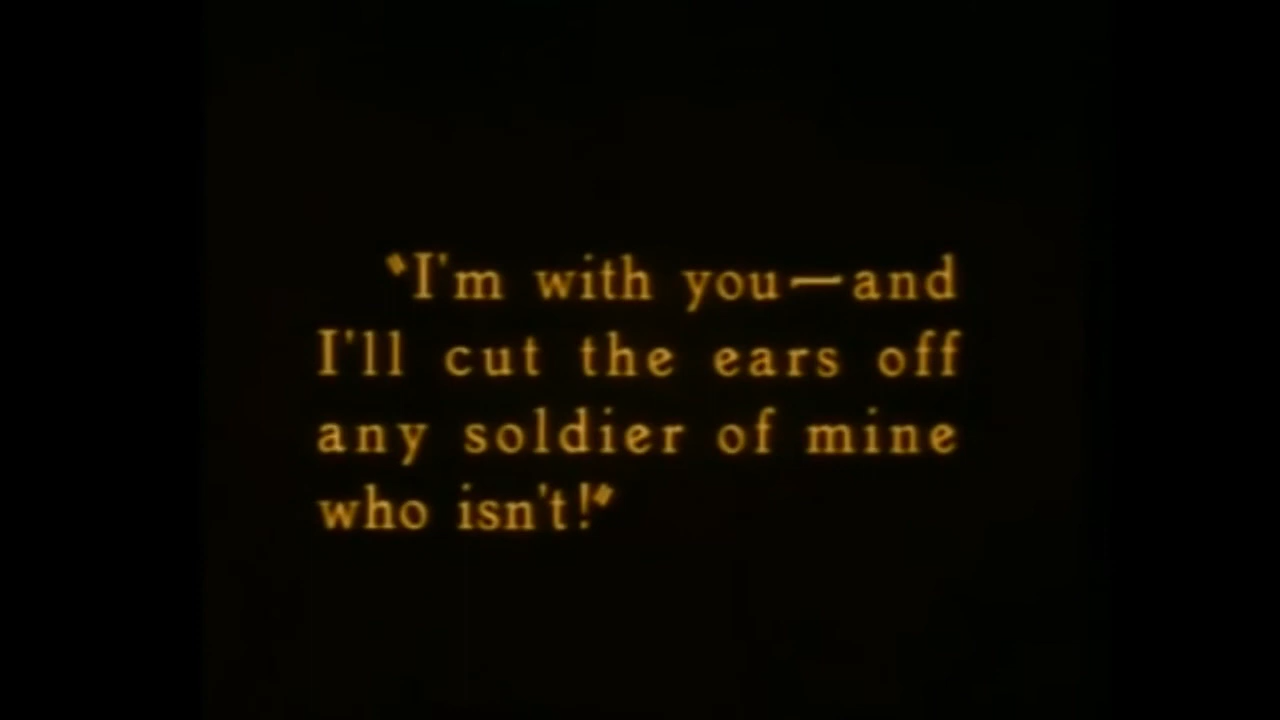 "I'm with you—and
I'll cut the ears off
any soldier of mine
who isn't!"